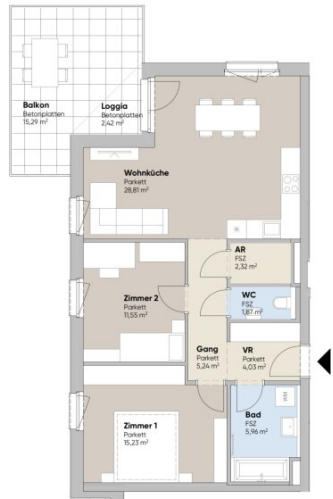 Balkon
Betonplatten
15,29 m²
Loggia
Betonplatten
2,42 m²
Wohnküche
Parkett
28,81 m²
AR
FSZ
2,32 m²
Zimmer 2
Parkett
11,55 m²
WC
FSZ
1,87 m²
Gang
Parkett
5,24 m²
VR
Parkett
4,03 m²
Zimmer 1
Parkett
15,23 m²
Bad
FSZ
5,96 m²
WM